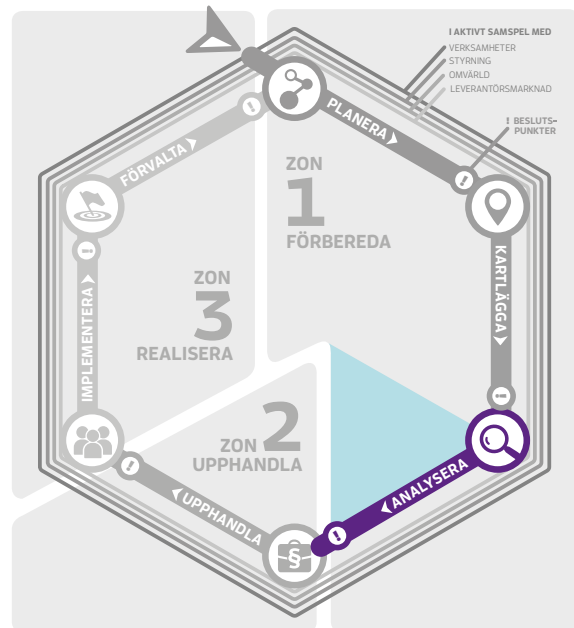 I AKTIVT SAMSPEL MED
VERKSAMHETER
STYRNING
OMVÄRLD
LEVERANTÖRSMARKNAD
! BESLUTS-
PUNKTER
PLANERA
!
!
FÖRVALTA
ZON
1
FÖRBEREDA
KARTLÄGGA
!
ZON
3
REALISERA
!
IMPLEMENTERA
ZON 2
UPPHANDLA
ANALYSERA
!
!
UPPHANDLA
§